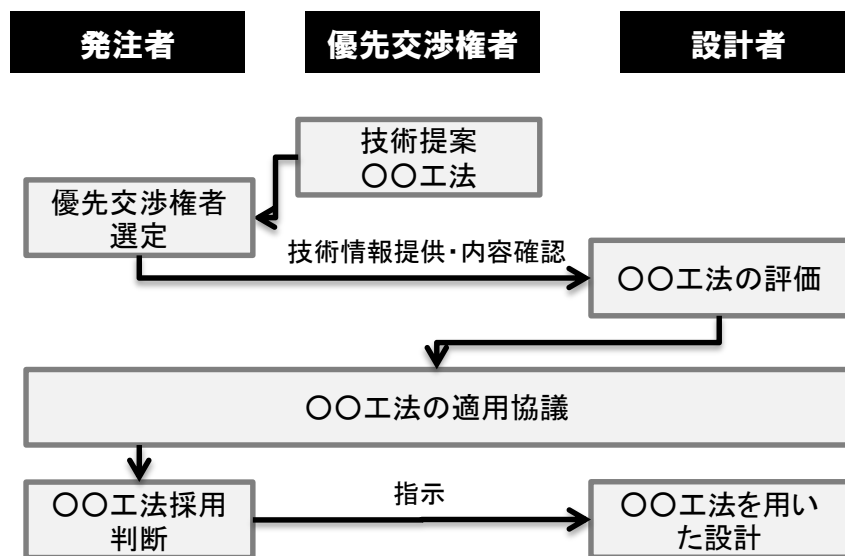 発注者
優先交渉権者
設計者
技術提案
〇〇工法
優先交渉権者
選定
技術情報提供・内容確認
〇〇工法の評価
〇〇工法の適用協議
〇〇工法採用
判断
指示
〇〇工法を用い
た設計